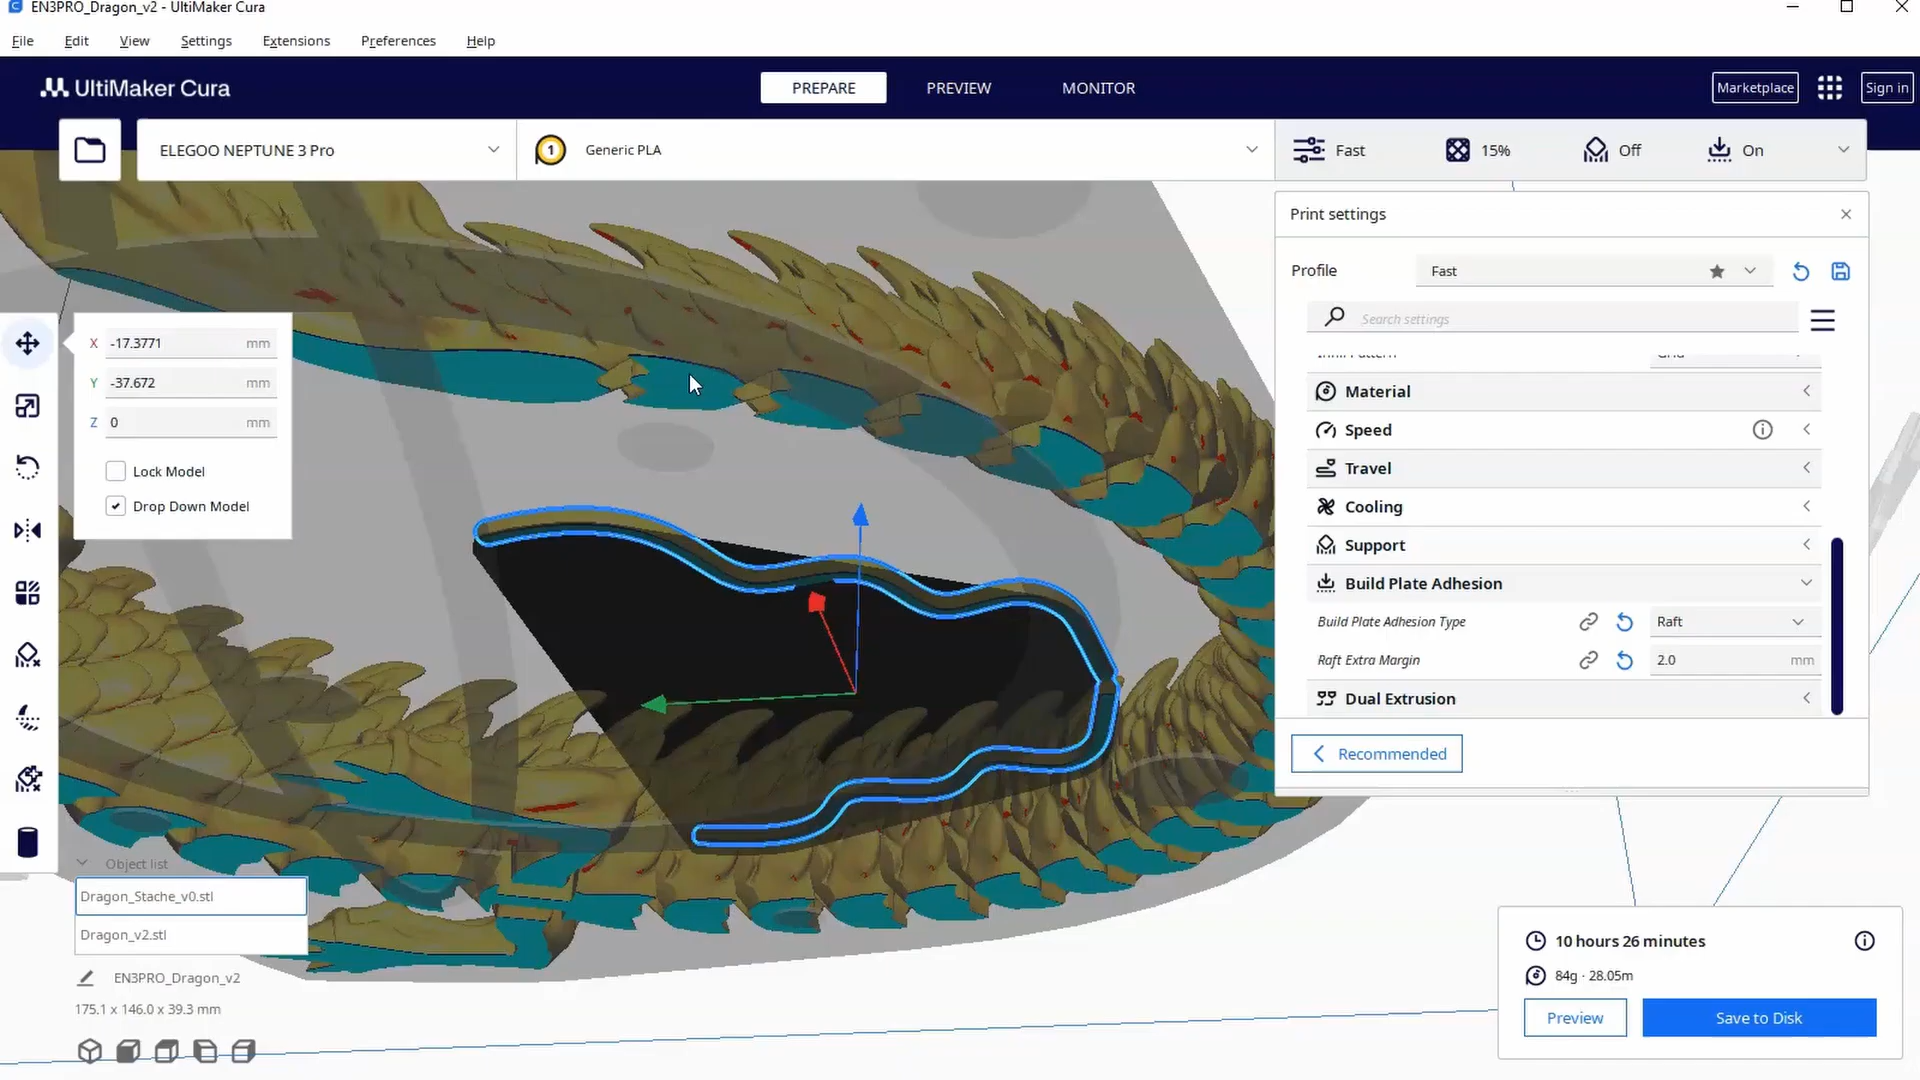 EN3PRO_Dragon_v2 - UltiMaker Cura
File Edit View Settings Extensions Preferences Help
UltiMaker Cura
PREPARE
PREVIEW
MONITOR
Marketplace
Sign in
ELEGOO NEPTUNE 3 Pro
1
Generic PLA
Fast
15%
Off
On
Print settings
Profile
Fast
Search settings
Infill Pattern
Grid
Material
Speed
Travel
Cooling
Support
Build Plate Adhesion
Build Plate Adhesion Type
Raft
Raft Extra Margin
2.0 mm
Dual Extrusion
Recommended
X -17.3771 mm
Y -37.672 mm
Z 0 mm
Lock Model
Drop Down Model
Object list
Dragon_Stache_v0.stl
Dragon_v2.stl
EN3PRO_Dragon_v2
175.1 x 146.0 x 39.3 mm
10 hours 26 minutes
84g · 28.05m
Preview
Save to Disk